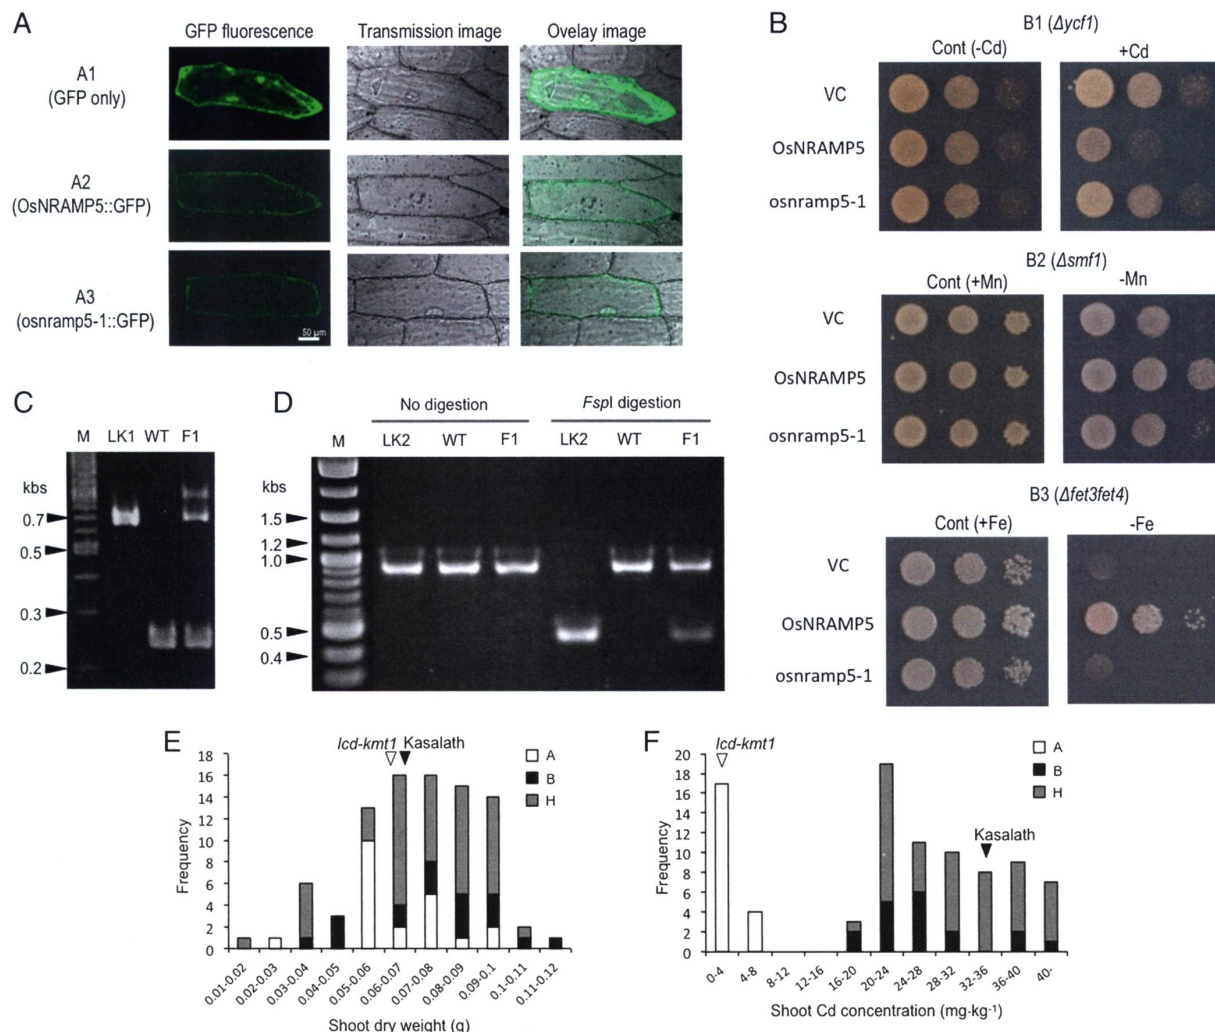 A
GFP fluorescence Transmission image Ovelay image
A1
(GFP only)
A2
(OsNRAMP5::GFP)
A3
(osnramp5-1::GFP)
50 µm
B
B1 (Δycf1)
Cont (-Cd) +Cd
VC
OsNRAMP5
osnramp5-1
B2 (Δsmf1)
Cont (+Mn) -Mn
VC
OsNRAMP5
osnramp5-1
B3 (Δfet3fet4)
Cont (+Fe) -Fe
VC
OsNRAMP5
osnramp5-1
C
M LK1 WT F1
kbs
0.7
0.5
0.3
0.2
D
No digestion FspI digestion
M LK2 WT F1 LK2 WT F1
kbs
1.5
1.2
1.0
0.5
0.4
E
lcd-kmt1 Kasalath
A
B
H
Frequency
18
16
14
12
10
8
6
4
2
0
0.01-0.02 0.02-0.03 0.03-0.04 0.04-0.05 0.05-0.06 0.06-0.07 0.07-0.08 0.08-0.09 0.09-0.1 0.1-0.11 0.11-0.12
Shoot dry weight (g)
F
lcd-kmt1
Kasalath
A
B
H
Frequency
20
18
16
14
12
10
8
6
4
2
0
0-4 4-8 8-12 12-16 16-20 20-24 24-28 28-32 32-36 36-40 40-
Shoot Cd concentration (mg·kg-1)